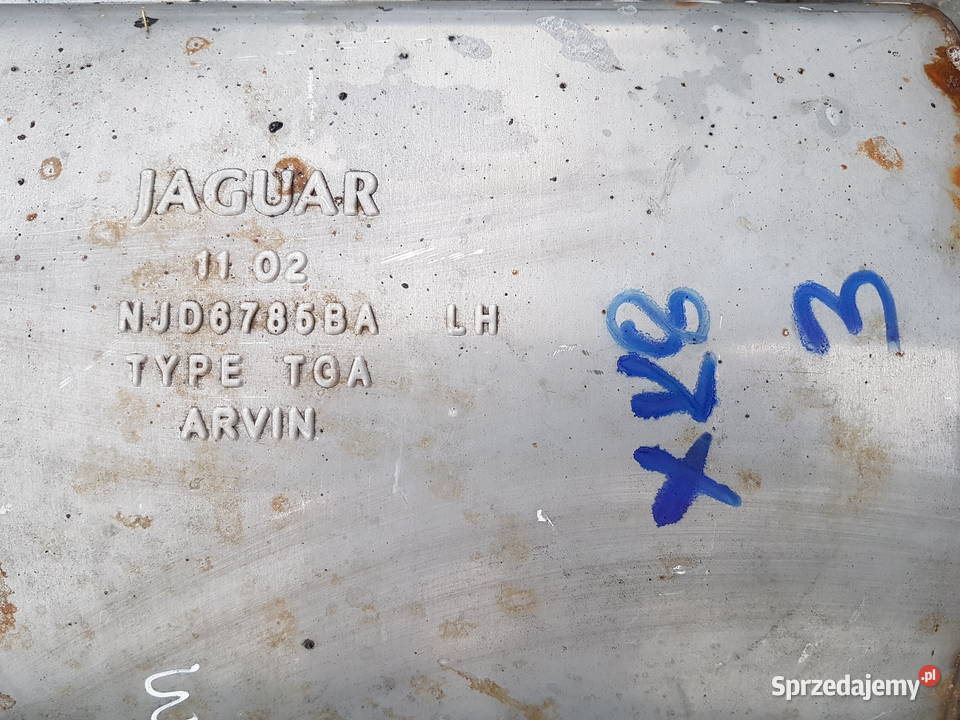 JAGUAR
11 02
NJD6785BA LH
TYPE TGA
ARVIN
XK8
3
Sprzedajemy.pl